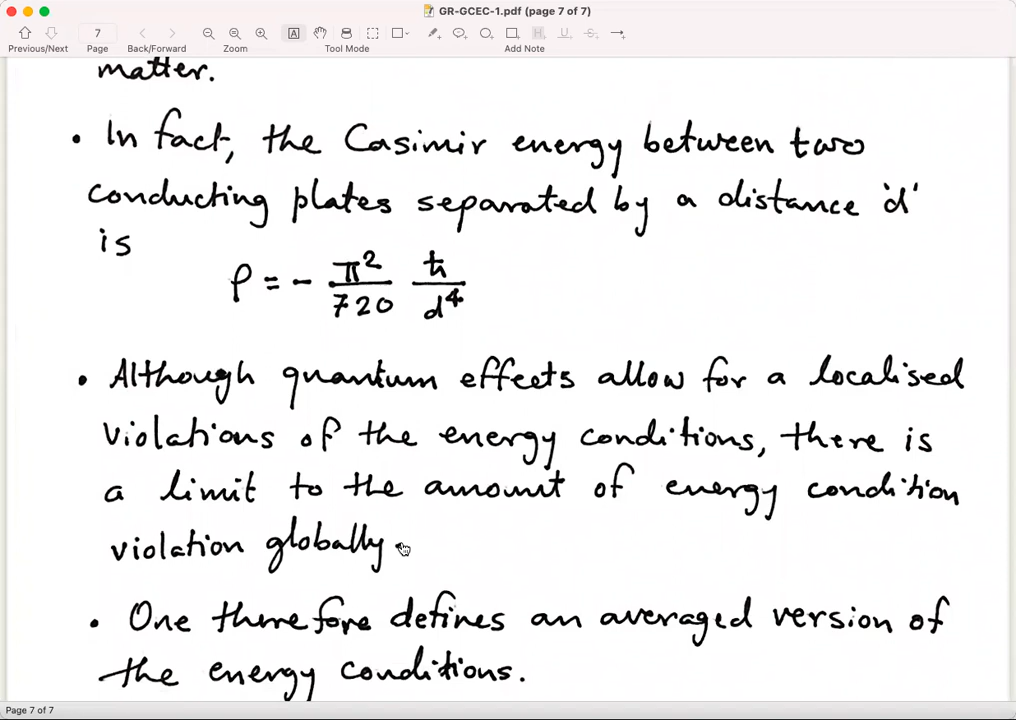 GR-GCEC-1.pdf (page 7 of 7)
7 A T H U S
Previous/Next Page Back/Forward Zoom Tool Mode Add Note
matter.
• In fact, the Casimir energy between two
conducting plates separated by a distance 'd'
is
ρ = - π²/720 ħ/d⁴
• Although quantum effects allow for a localised
violations of the energy conditions, there is
a limit to the amount of energy condition
violation globally.
• One therefore defines an averaged version of
the energy conditions.
Page 7 of 7